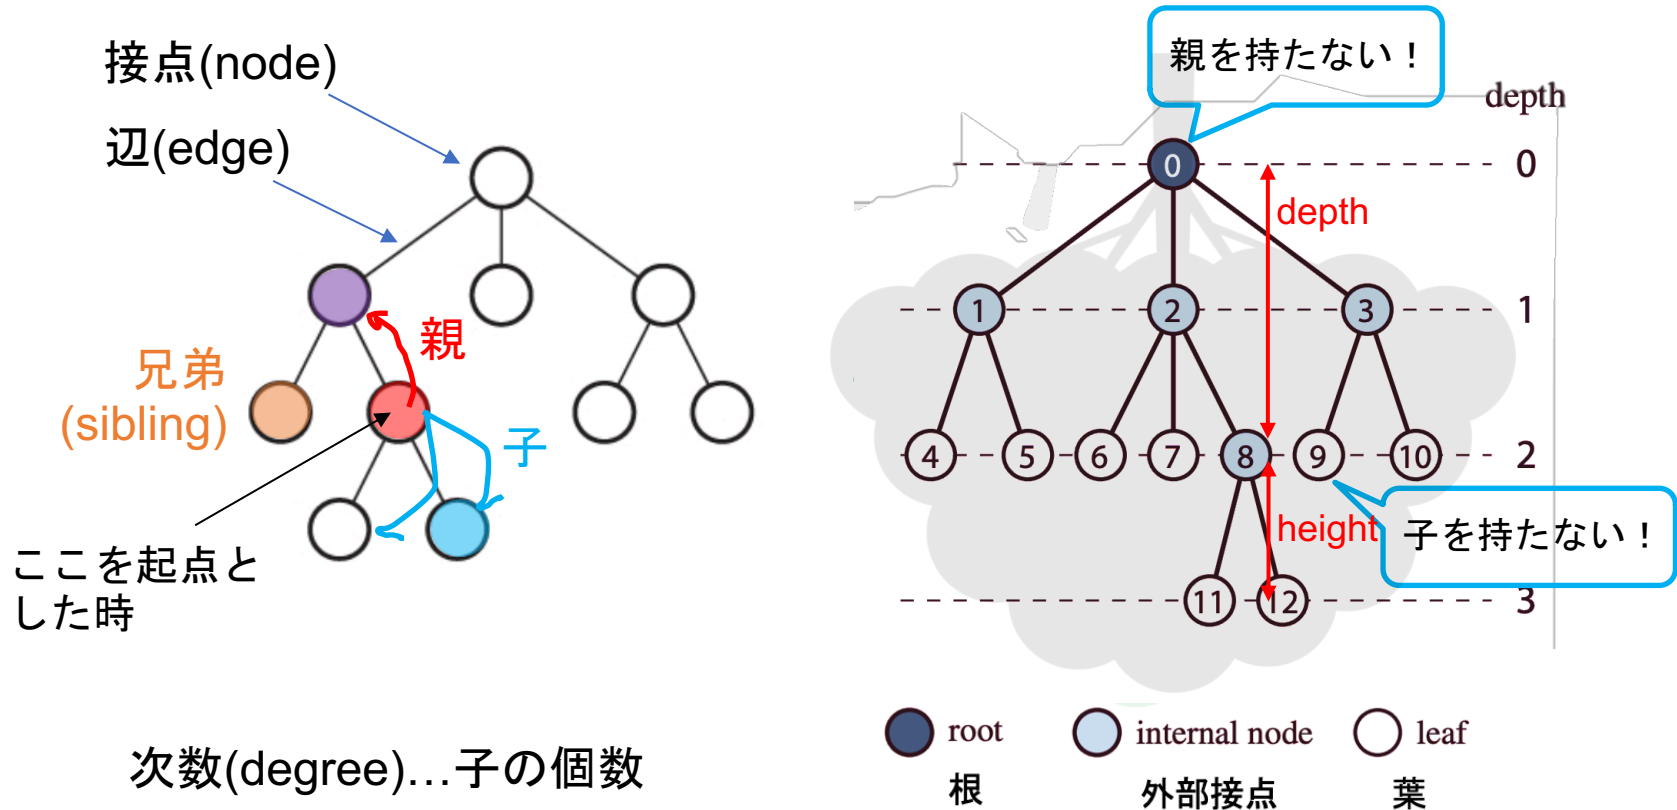 接点(node)
辺(edge)
親
兄弟
(sibling)
子
ここを起点と
した時
次数(degree)…子の個数
親を持たない！
depth
0
0
depth
1
2
3
1
4
5
6
7
8
9
10
2
height
子を持たない！
11
12
3
root
internal node
leaf
根
外部接点
葉